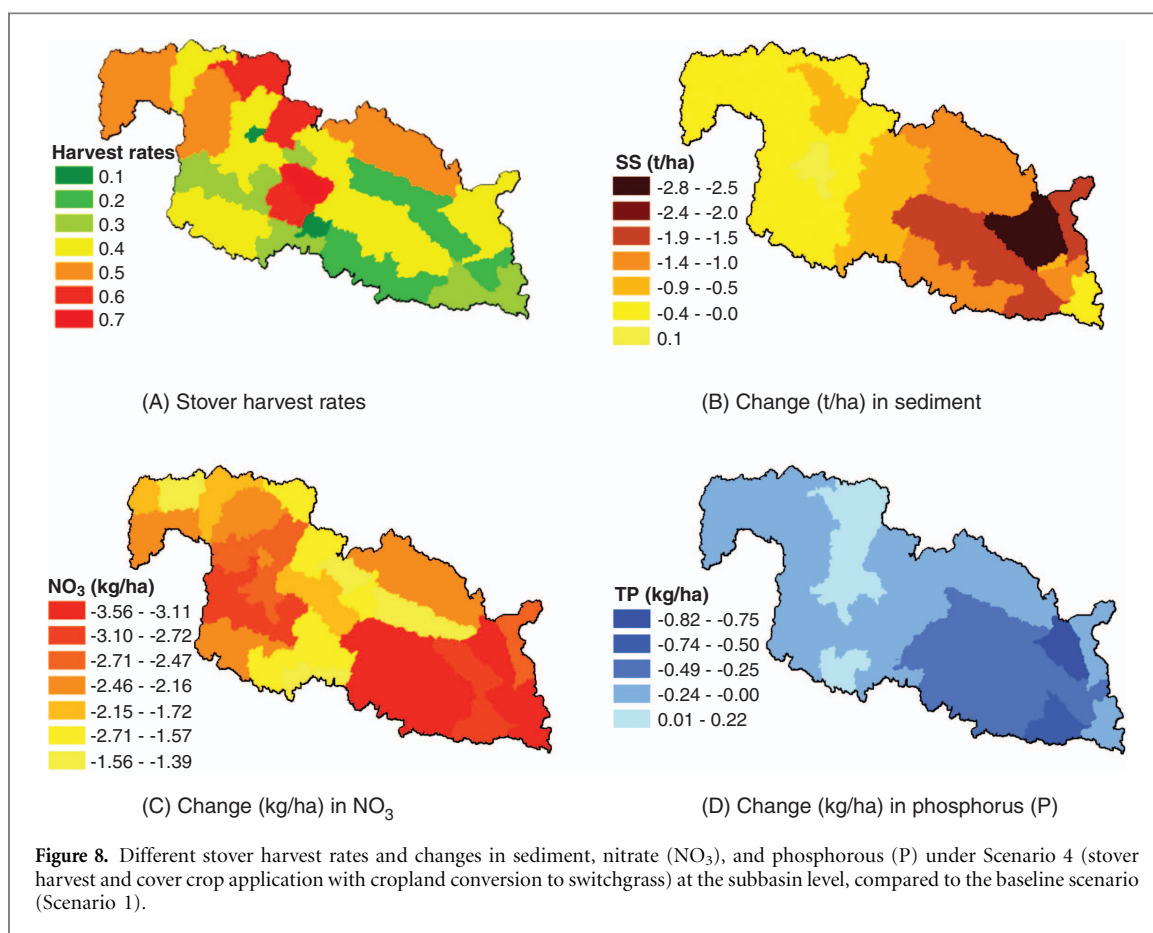 Harvest rates
0.1
0.2
0.3
0.4
0.5
0.6
0.7
(A) Stover harvest rates
SS (t/ha)
-2.8 - -2.5
-2.4 - -2.0
-1.9 - -1.5
-1.4 - -1.0
-0.9 - -0.5
-0.4 - -0.0
0.1
(B) Change (t/ha) in sediment
NO₃ (kg/ha)
-3.56 - -3.11
-3.10 - -2.72
-2.71 - -2.47
-2.46 - -2.16
-2.15 - -1.72
-2.71 - -1.57
-1.56 - -1.39
(C) Change (kg/ha) in NO₃
TP (kg/ha)
-0.82 - -0.75
-0.74 - -0.50
-0.49 - -0.25
-0.24 - -0.00
0.01 - 0.22
(D) Change (kg/ha) in phosphorus (P)
Figure 8. Different stover harvest rates and changes in sediment, nitrate (NO₃), and phosphorous (P) under Scenario 4 (stover
harvest and cover crop application with cropland conversion to switchgrass) at the subbasin level, compared to the baseline scenario
(Scenario 1).